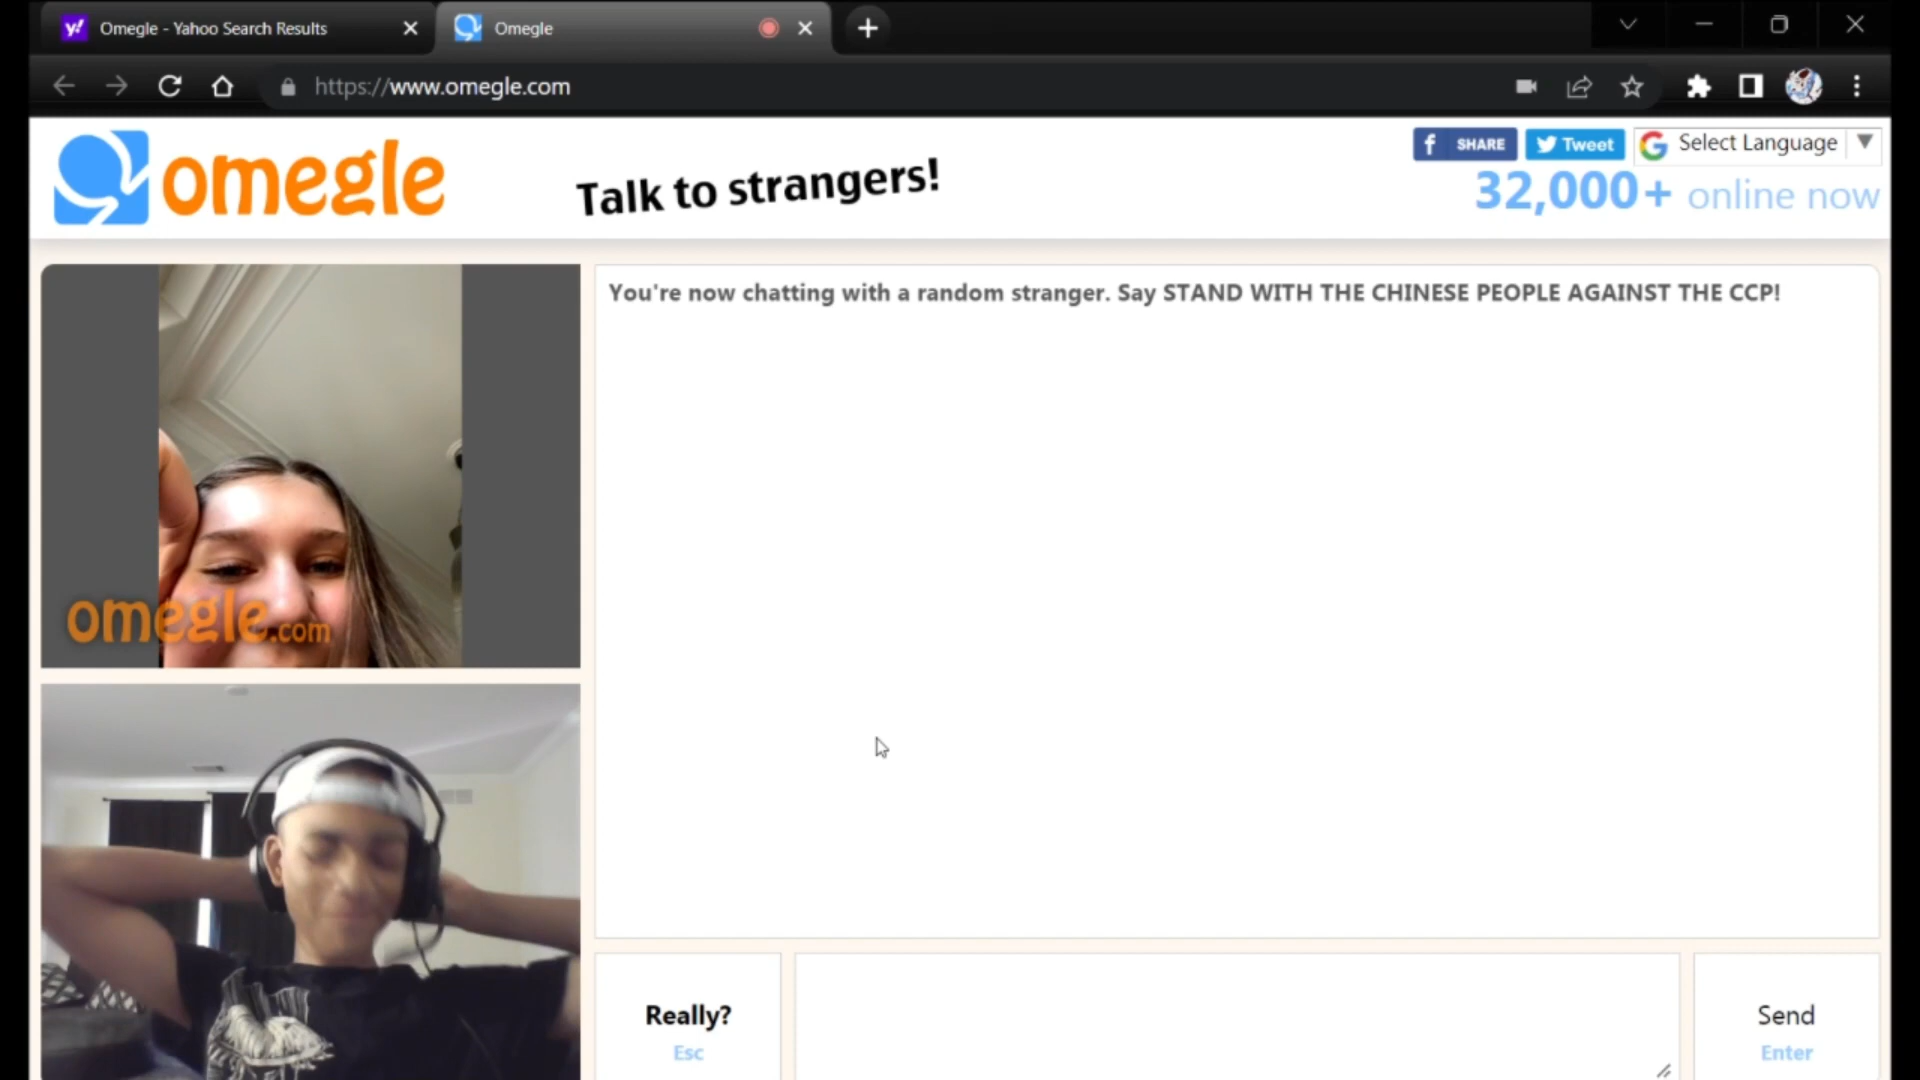 Omegle - Yahoo Search Results
Omegle
https://www.omegle.com
omegle
Talk to strangers!
f SHARE
Tweet
G Select Language
32,000+ online now
You're now chatting with a random stranger. Say STAND WITH THE CHINESE PEOPLE AGAINST THE CCP!
omegle.com
Really?
Esc
Send
Enter